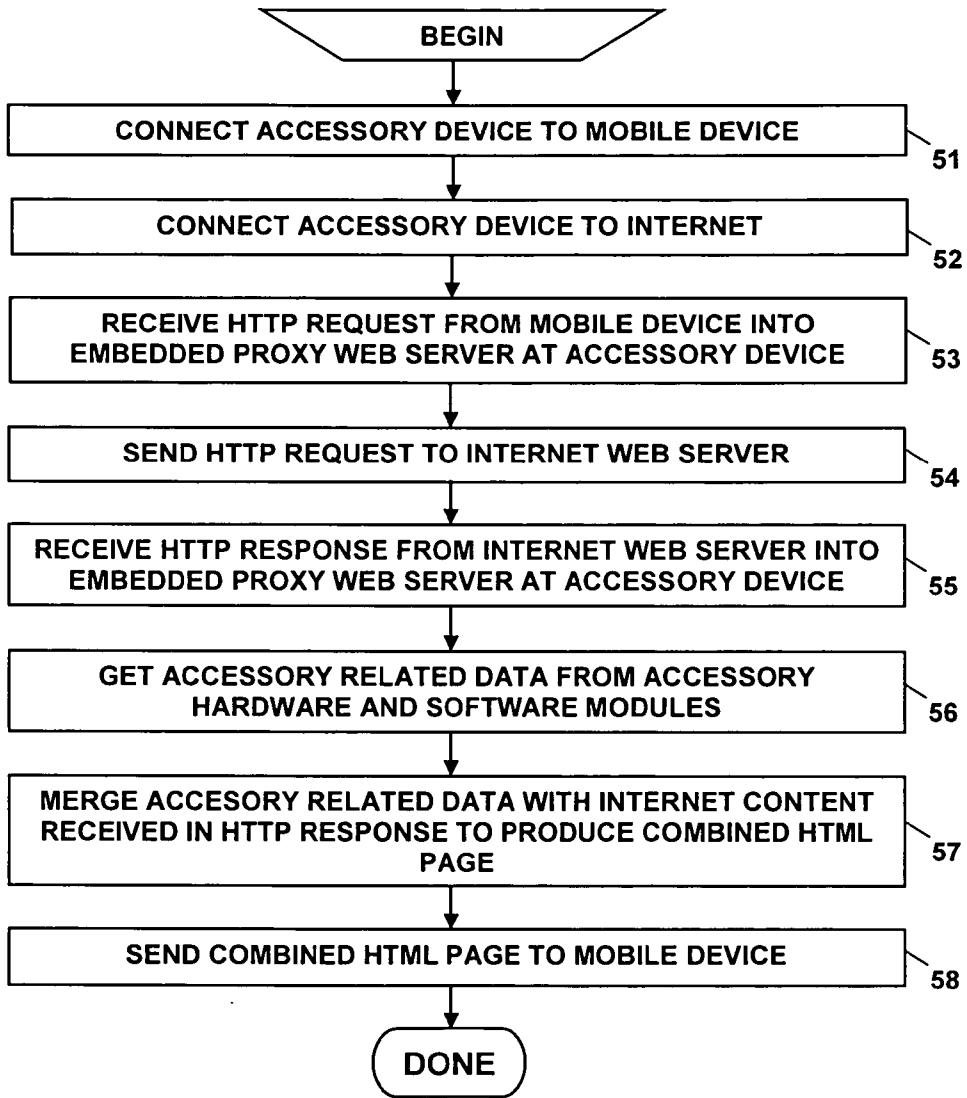 BEGIN
CONNECT ACCESSORY DEVICE TO MOBILE DEVICE
51
CONNECT ACCESSORY DEVICE TO INTERNET
52
RECEIVE HTTP REQUEST FROM MOBILE DEVICE INTO
EMBEDDED PROXY WEB SERVER AT ACCESSORY DEVICE
53
SEND HTTP REQUEST TO INTERNET WEB SERVER
54
RECEIVE HTTP RESPONSE FROM INTERNET WEB SERVER INTO
EMBEDDED PROXY WEB SERVER AT ACCESSORY DEVICE
55
GET ACCESSORY RELATED DATA FROM ACCESSORY
HARDWARE AND SOFTWARE MODULES
56
MERGE ACCESORY RELATED DATA WITH INTERNET CONTENT
RECEIVED IN HTTP RESPONSE TO PRODUCE COMBINED HTML
PAGE
57
SEND COMBINED HTML PAGE TO MOBILE DEVICE
58
DONE